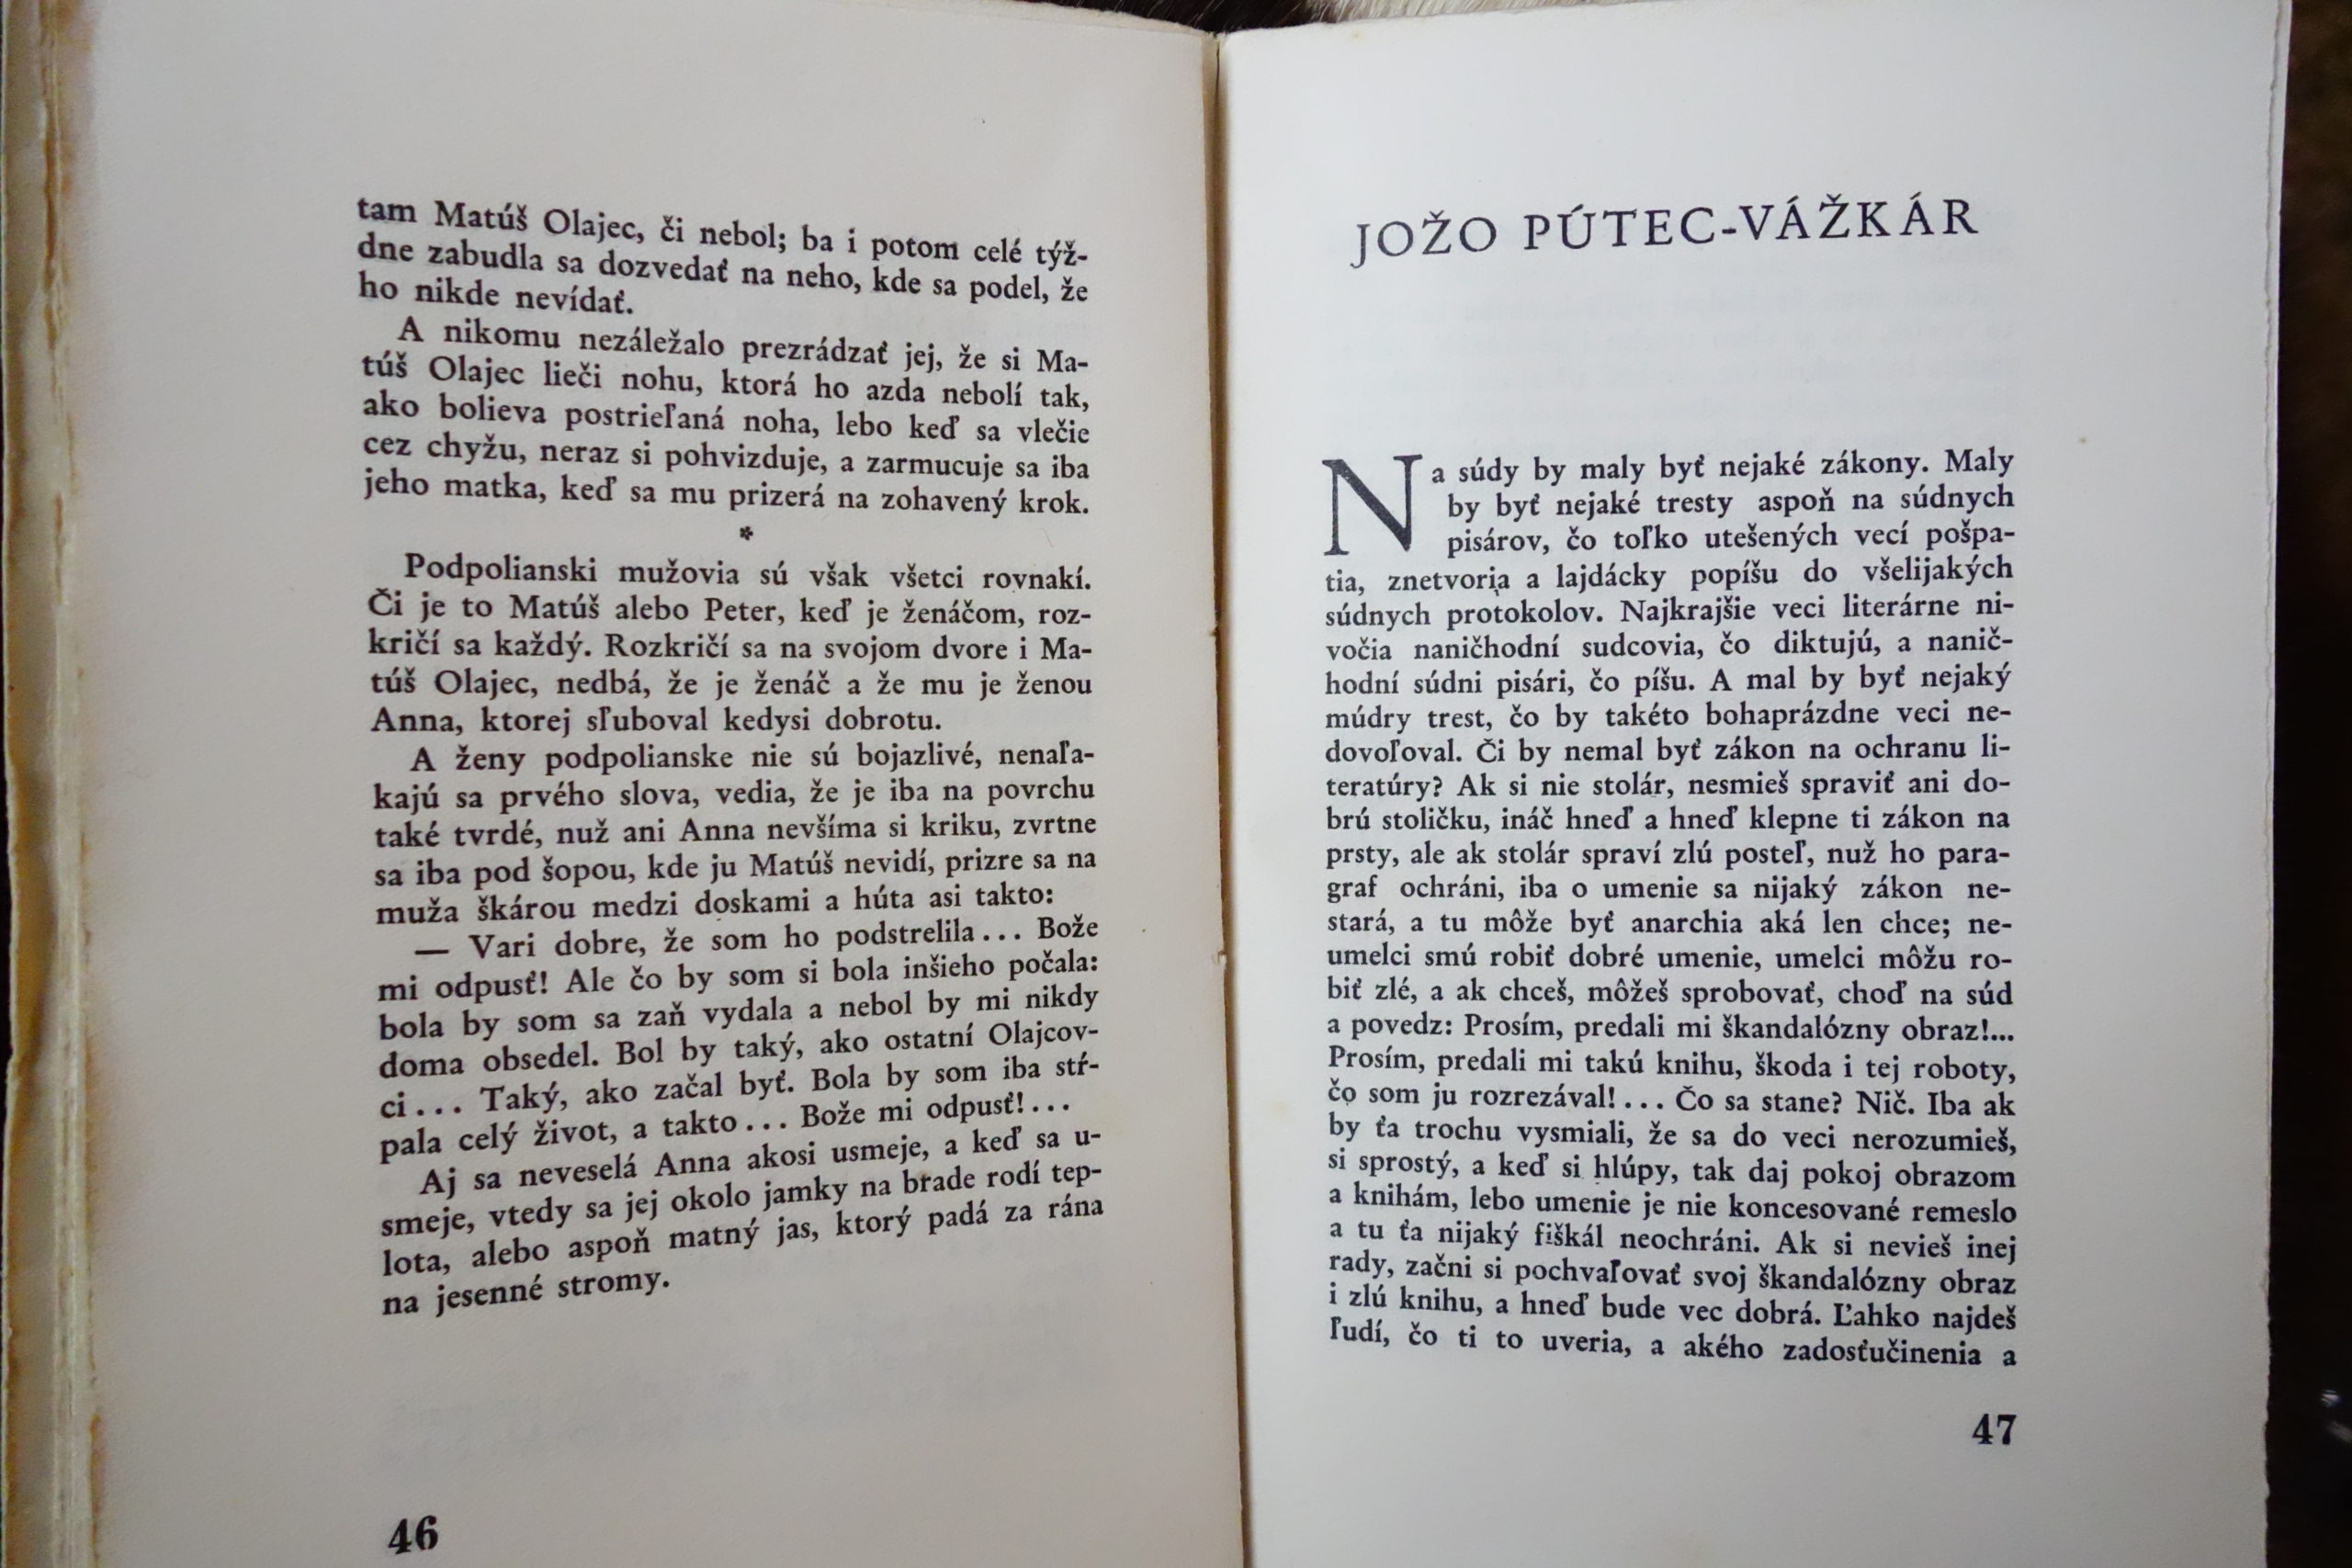 tam Matúš Olajec, či nebol; ba i potom celé týž-
dne zabudla sa dozvedať na neho, kde sa podel, že
ho nikde nevídať.
A nikomu nezáležalo prezrádzať jej, že si Ma-
túš Olajec lieči nohu, ktorá ho azda nebolí tak,
ako bolieva postrieľaná noha, lebo keď sa vlečie
cez chyžu, neraz si pohvizduje, a zarmucuje sa iba
jeho matka, keď sa mu prizerá na zohavený krok.
*
Podpolianski mužovia sú však všetci rovnakí.
Či je to Matúš alebo Peter, keď je ženáčom, roz-
kričí sa každý. Rozkričí sa na svojom dvore i Ma-
túš Olajec, nedbá, že je ženáč a že mu je ženou
Anna, ktorej sľuboval kedysi dobrotu.
A ženy podpolianske nie sú bojazlivé, nenaľa-
kajú sa prvého slova, vedia, že je iba na povrchu
také tvrdé, nuž ani Anna nevšíma si kriku, zvrtne
sa iba pod šopou, kde ju Matúš nevidí, prizre sa na
muža škárou medzi doskami a húta asi takto:
— Vari dobre, že som ho podstrelila... Bože
mi odpusť! Ale čo by som si bola inšieho počala:
bola by som sa zaň vydala a nebol by mi nikdy
doma obsedel. Bol by taký, ako ostatní Olajcov-
ci... Taký, ako začal byť. Bola by som iba stŕ-
pala celý život, a takto... Bože mi odpusť!...
Aj sa neveselá Anna akosi usmeje, a keď sa u-
smeje, vtedy sa jej okolo jamky na brade rodí tep-
lota, alebo aspoň matný jas, ktorý padá za rána
na jesenné stromy.
46
JOŽO PÚTEC-VÁŽKÁR
Na súdy by maly byť nejaké zákony. Maly
by byť nejaké tresty aspoň na súdnych
pisárov, čo toľko utešených vecí pošpa-
tia, znetvoria a lajdácky popíšu do všelijakých
súdnych protokolov. Najkrajšie veci literárne ni-
vočia naničhodní sudcovia, čo diktujú, a nanič-
hodní súdni pisári, čo píšu. A mal by byť nejaký
múdry trest, čo by takéto bohaprázdne veci ne-
dovoľoval. Či by nemal byť zákon na ochranu li-
teratúry? Ak si nie stolár, nesmieš spraviť ani do-
brú stoličku, ináč hneď a hneď klepne ti zákon na
prsty, ale ak stolár spraví zlú posteľ, nuž ho para-
graf ochráni, iba o umenie sa nijaký zákon ne-
stará, a tu môže byť anarchia aká len chce; ne-
umelci smú robiť dobré umenie, umelci môžu ro-
biť zlé, a ak chceš, môžeš sprobovať, choď na súd
a povedz: Prosím, predali mi škandalózny obraz!...
Prosím, predali mi takú knihu, škoda i tej roboty,
čo som ju rozrezával!... Čo sa stane? Nič. Iba ak
by ťa trochu vysmiali, že sa do veci nerozumieš,
si sprostý, a keď si hlúpy, tak daj pokoj obrazom
a knihám, lebo umenie je nie koncesované remeslo
a tu ťa nijaký fiškál neochráni. Ak si nevieš inej
rady, začni si pochvaľovať svoj škandalózny obraz
i zlú knihu, a hneď bude vec dobrá. Ľahko najdeš
ľudí, čo ti to uveria, a akého zadosťučinenia a
47